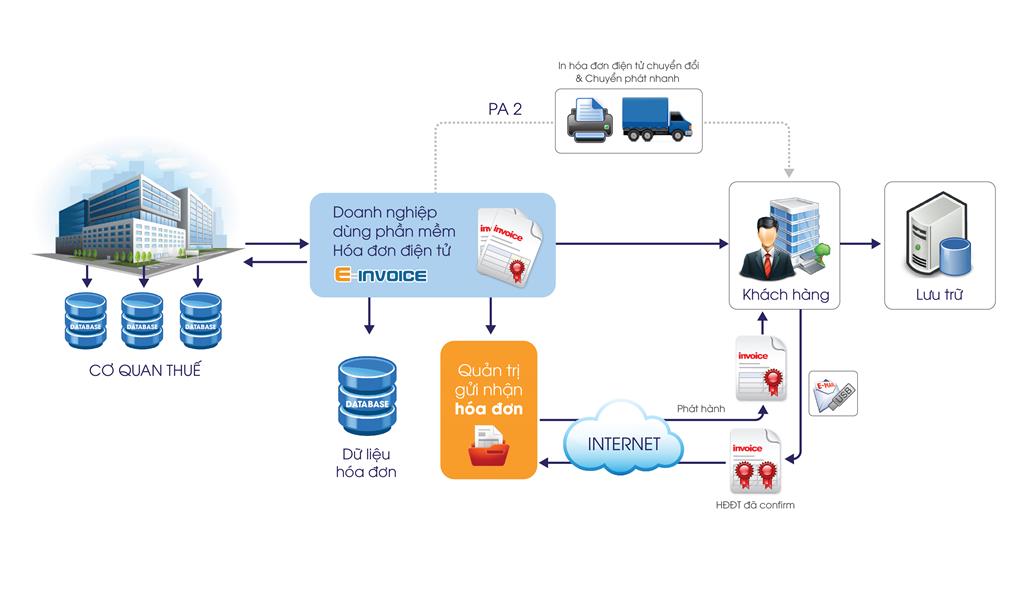 In hóa đơn điện tử chuyển đổi
& Chuyển phát nhanh
PA 2
Doanh nghiệp
dùng phần mềm
Hóa đơn điện tử
E-INVOICE
invoice
invoice
Khách hàng
Lưu trữ
DATABASE
DATABASE
DATABASE
CƠ QUAN THUẾ
DATABASE
Dữ liệu
hóa đơn
Quản trị
gửi nhận
hóa đơn
INTERNET
Phát hành
invoice
E-MAIL
USB
invoice
HĐĐT đã confirm